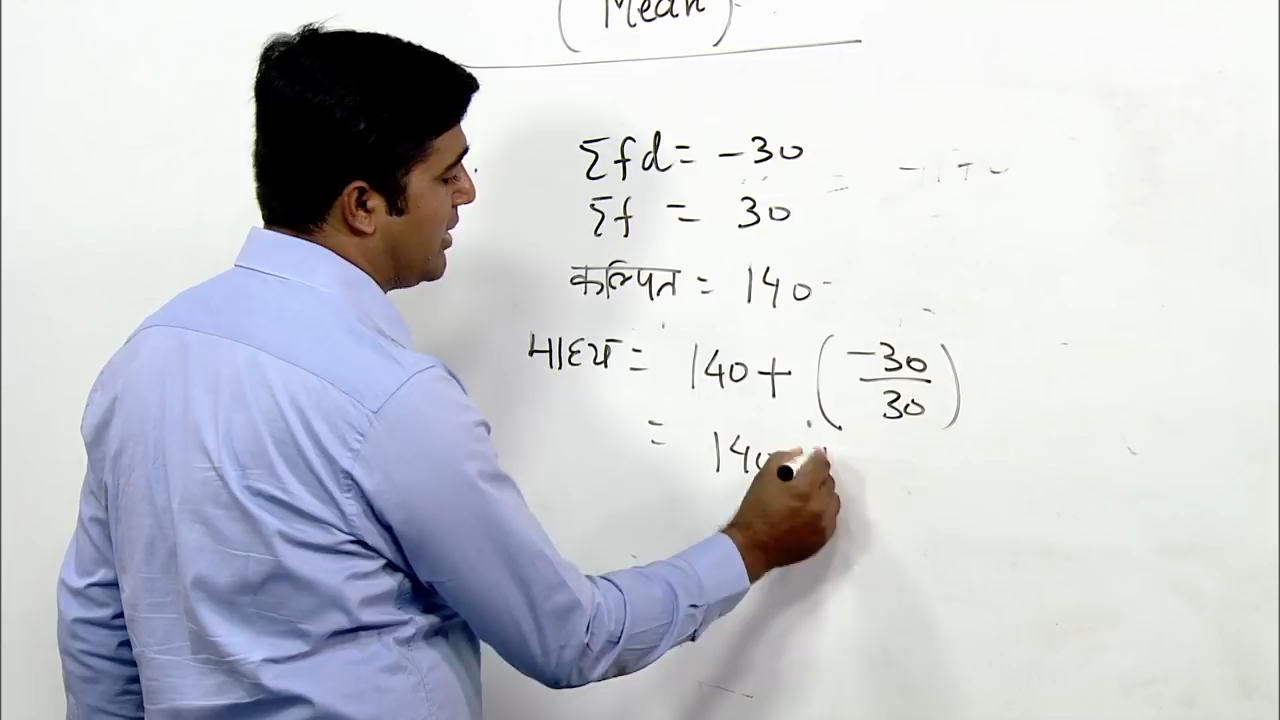 (Mean)
Σfd = -30
Σf = 30
कल्पित = 140
माध्य = 140 + (-30/30)
= 140